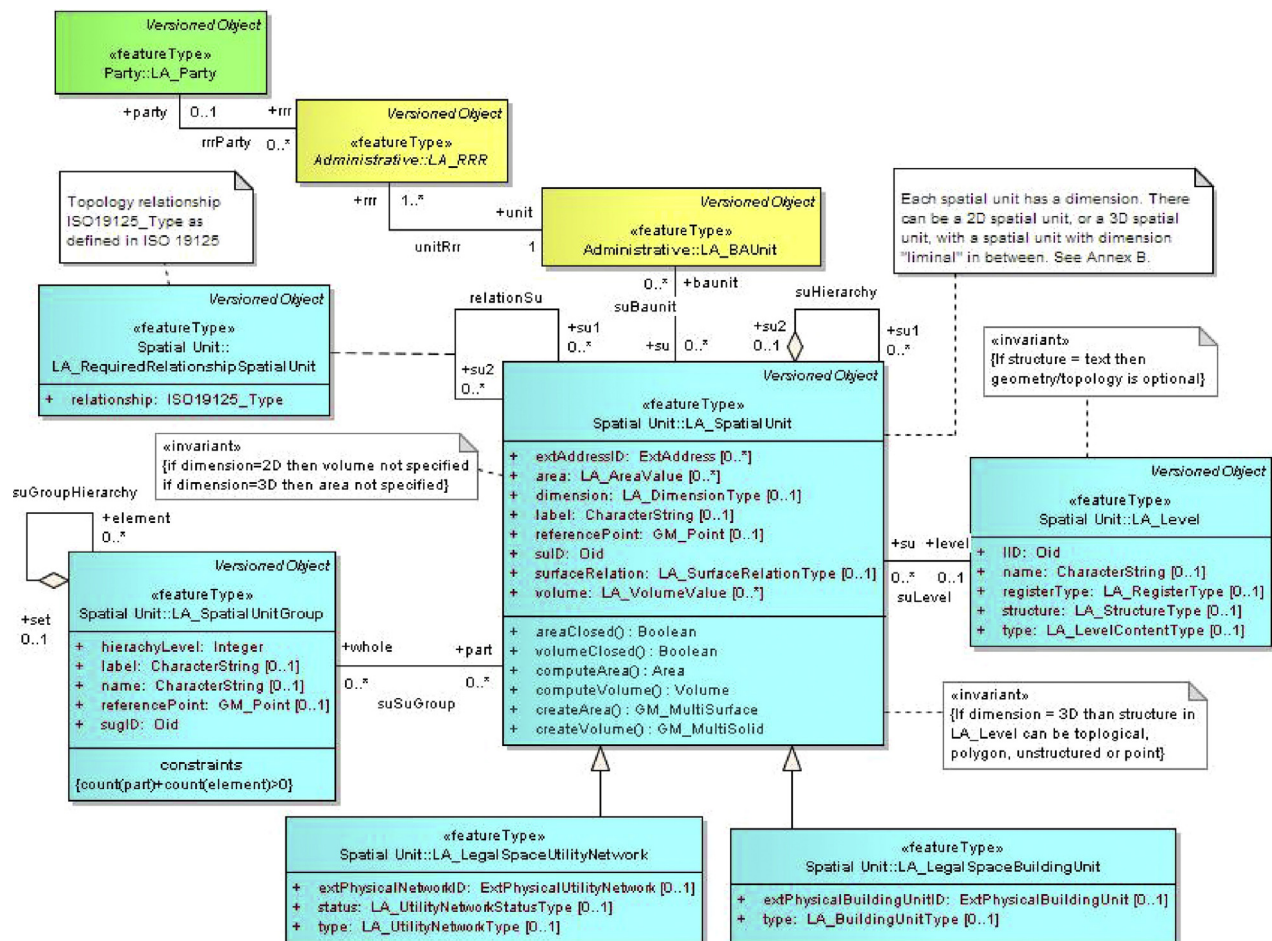 Versioned Object
«featureType»
Party::LA_Party
+party
0..1
+rrr
rrrParty
0..*
Versioned Object
«featureType»
Administrative::LA_RRR
+rrr
1..*
+unit
unitRrr
1
Versioned Object
«featureType»
Administrative::LA_BAUnit
0..*
+baunit
suBaunit
+su
0..*
Topology relationship
ISO19125_Type as
defined in ISO 19125
Each spatial unit has a dimension. There
can be a 2D spatial unit, or a 3D spatial
unit, with a spatial unit with dimension
"liminal" in between. See Annex B.
Versioned Object
«featureType»
Spatial Unit::
LA_RequiredRelationshipSpatialUnit
+ relationship: ISO19125_Type
relationSu
+su1
0..*
+su2
0..*
suHierarchy
+su2
0..1
+su1
0..*
«invariant»
{If structure = text then
geometry/topology is optional}
«invariant»
{if dimension=2D then volume not specified
if dimension=3D then area not specified}
Versioned Object
«featureType»
Spatial Unit::LA_SpatialUnit
+ extAddressID: ExtAddress [0..*]
+ area: LA_AreaValue [0..*]
+ dimension: LA_DimensionType [0..1]
+ label: CharacterString [0..1]
+ referencePoint: GM_Point [0..1]
+ suID: Oid
+ surfaceRelation: LA_SurfaceRelationType [0..1]
+ volume: LA_VolumeValue [0..*]
+ areaClosed() : Boolean
+ volumeClosed() : Boolean
+ computeArea() : Area
+ computeVolume() : Volume
+ createArea() : GM_MultiSurface
+ createVolume() : GM_MultiSolid
+su
+level
0..*
0..1
suLevel
Versioned Object
«featureType»
Spatial Unit::LA_Level
+ lID: Oid
+ name: CharacterString [0..1]
+ registerType: LA_RegisterType [0..1]
+ structure: LA_StructureType [0..1]
+ type: LA_LevelContentType [0..1]
suGroupHierarchy
+element
0..*
+set
0..1
Versioned Object
«featureType»
Spatial Unit::LA_SpatialUnitGroup
+ hierachyLevel: Integer
+ label: CharacterString [0..1]
+ name: CharacterString [0..1]
+ referencePoint: GM_Point [0..1]
+ sugID: Oid
constraints
{count(part)+count(element)>0}
+whole
+part
0..*
0..*
suSuGroup
«invariant»
{If dimension = 3D than structure in
LA_Level can be toplogical,
polygon, unstructured or point}
«featureType»
Spatial Unit::LA_LegalSpaceUtilityNetwork
+ extPhysicalNetworkID: ExtPhysicalUtilityNetwork [0..1]
+ status: LA_UtilityNetworkStatusType [0..1]
+ type: LA_UtilityNetworkType [0..1]
«featureType»
Spatial Unit::LA_LegalSpaceBuildingUnit
+ extPhysicalBuildingUnitID: ExtPhysicalBuildingUnit [0..1]
+ type: LA_BuildingUnitType [0..1]